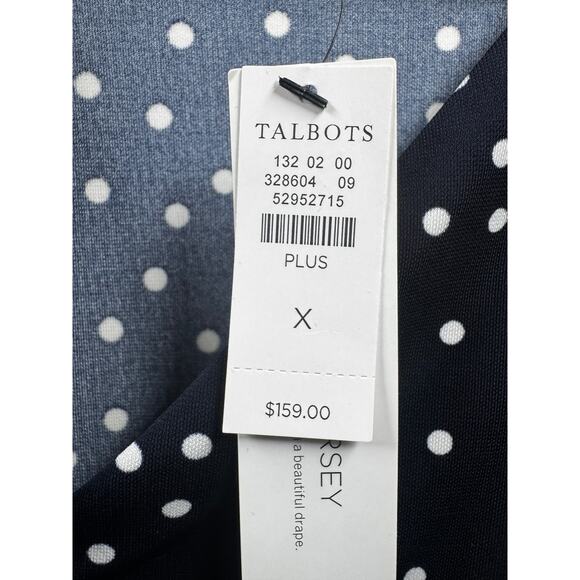 TALBOTS
132 02 00
328604 09
52952715
PLUS
X
$159.00
RSEY
a beautiful drape.